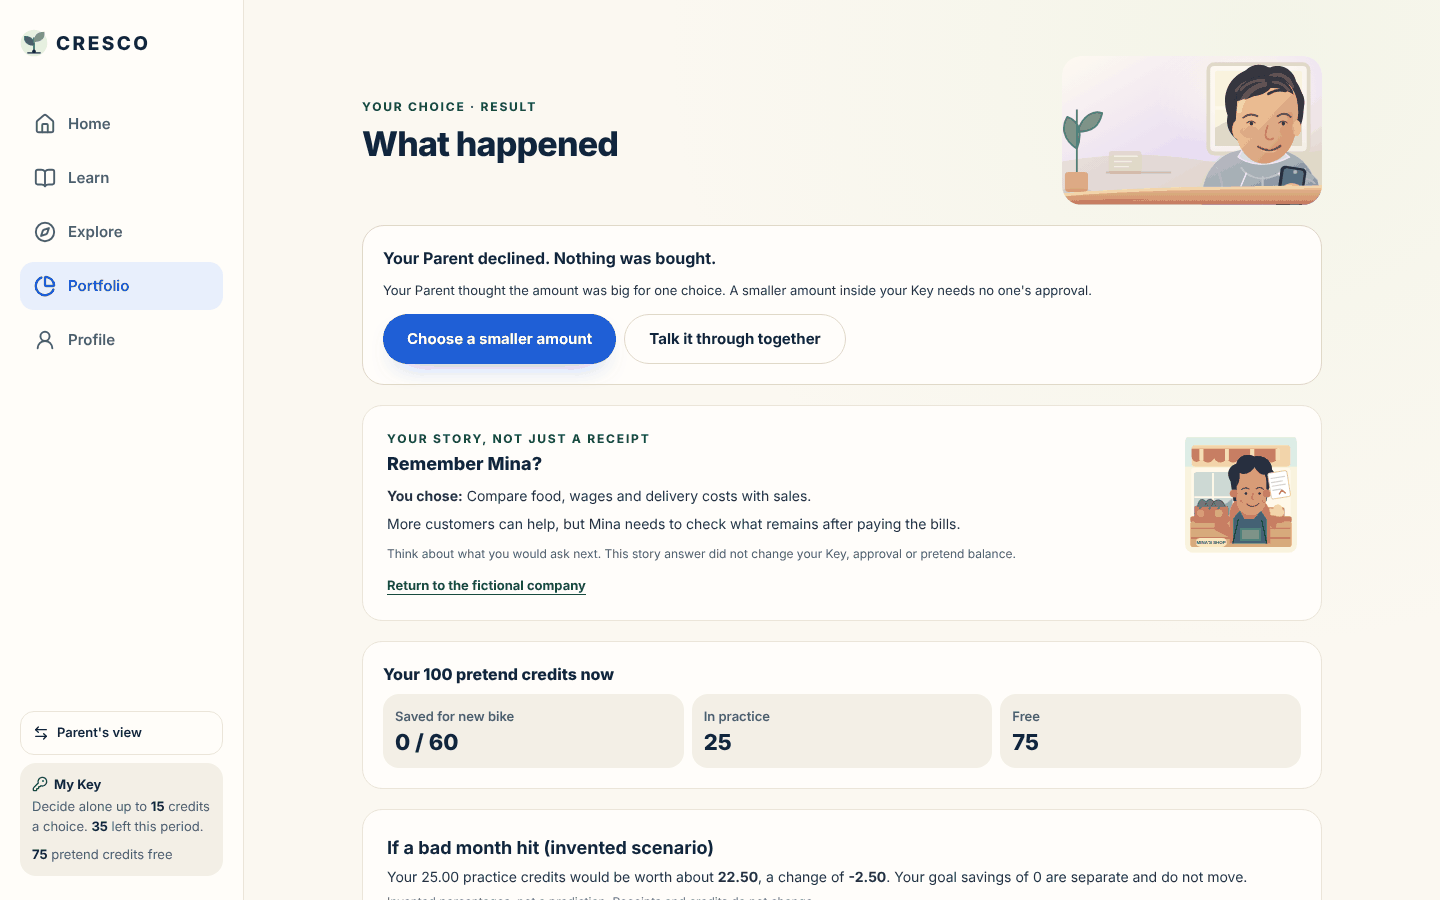 CRESCO
Home
Learn
Explore
Portfolio
Profile
Parent's view
My Key
Decide alone up to 15 credits
a choice. 35 left this period.
75 pretend credits free
YOUR CHOICE · RESULT
What happened
Your Parent declined. Nothing was bought.
Your Parent thought the amount was big for one choice. A smaller amount inside your Key needs no one's approval.
Choose a smaller amount
Talk it through together
YOUR STORY, NOT JUST A RECEIPT
Remember Mina?
You chose: Compare food, wages and delivery costs with sales.
More customers can help, but Mina needs to check what remains after paying the bills.
Think about what you would ask next. This story answer did not change your Key, approval or pretend balance.
Return to the fictional company
MINA'S SHOP
Your 100 pretend credits now
Saved for new bike
0 / 60
In practice
25
Free
75
If a bad month hit (invented scenario)
Your 25.00 practice credits would be worth about 22.50, a change of -2.50. Your goal savings of 0 are separate and do not move.